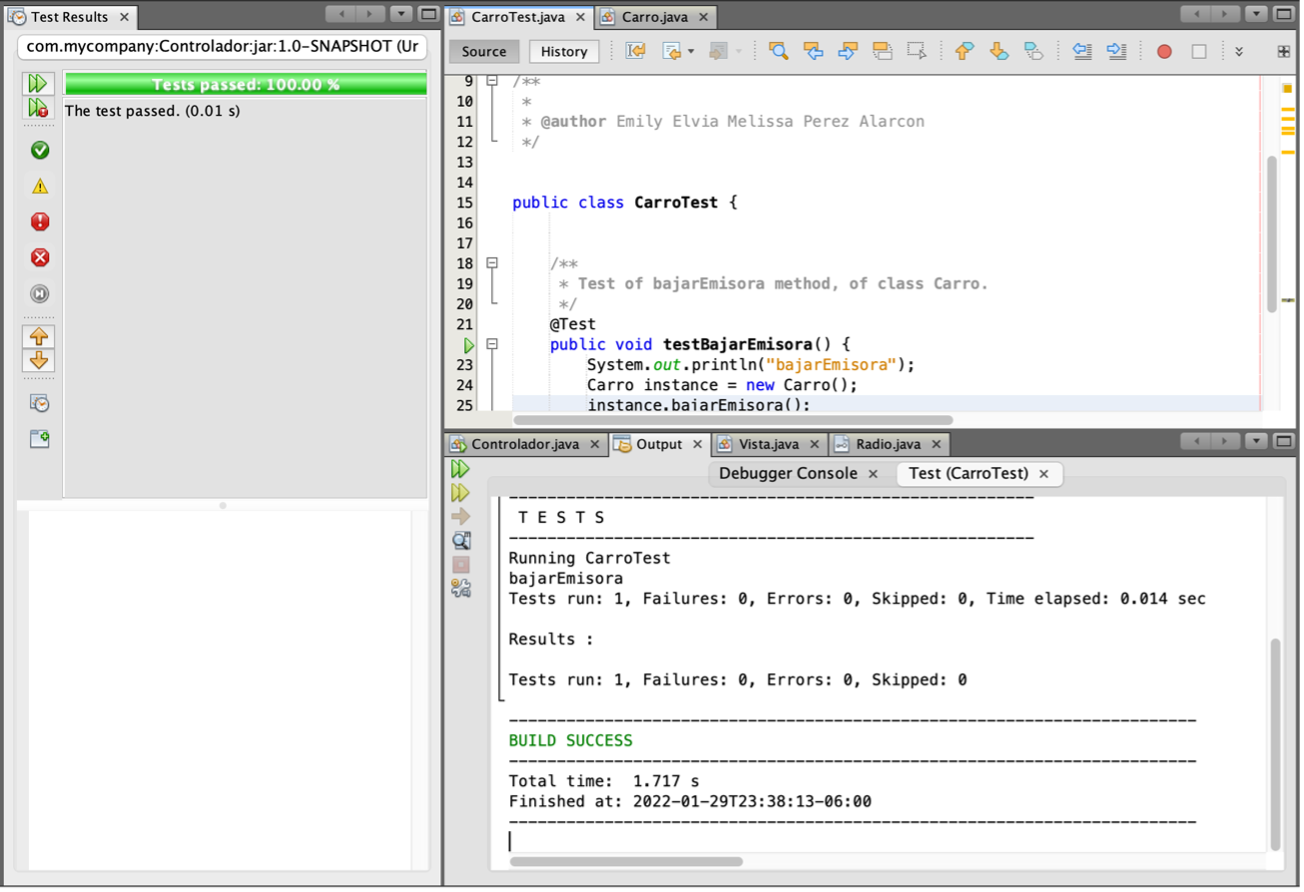 Test Results
com.mycompany:Controlador:jar:1.0-SNAPSHOT (Ur
Tests passed: 100.00 %
The test passed. (0.01 s)
CarroTest.java
Carro.java
Source
History
9 /**
10 *
11 * @author Emily Elvia Melissa Perez Alarcon
12 */
13
14
15 public class CarroTest {
16
17
18 /**
19 * Test of bajarEmisora method, of class Carro.
20 */
21 @Test
public void testBajarEmisora() {
23 System.out.println("bajarEmisora");
24 Carro instance = new Carro();
25 instance.bajarEmisora();
Controlador.java
Output
Vista.java
Radio.java
Debugger Console
Test (CarroTest)
-------------------------------------------------------
T E S T S
-------------------------------------------------------
Running CarroTest
bajarEmisora
Tests run: 1, Failures: 0, Errors: 0, Skipped: 0, Time elapsed: 0.014 sec
Results :
Tests run: 1, Failures: 0, Errors: 0, Skipped: 0
------------------------------------------------------------------------
BUILD SUCCESS
------------------------------------------------------------------------
Total time:  1.717 s
Finished at: 2022-01-29T23:38:13-06:00
------------------------------------------------------------------------